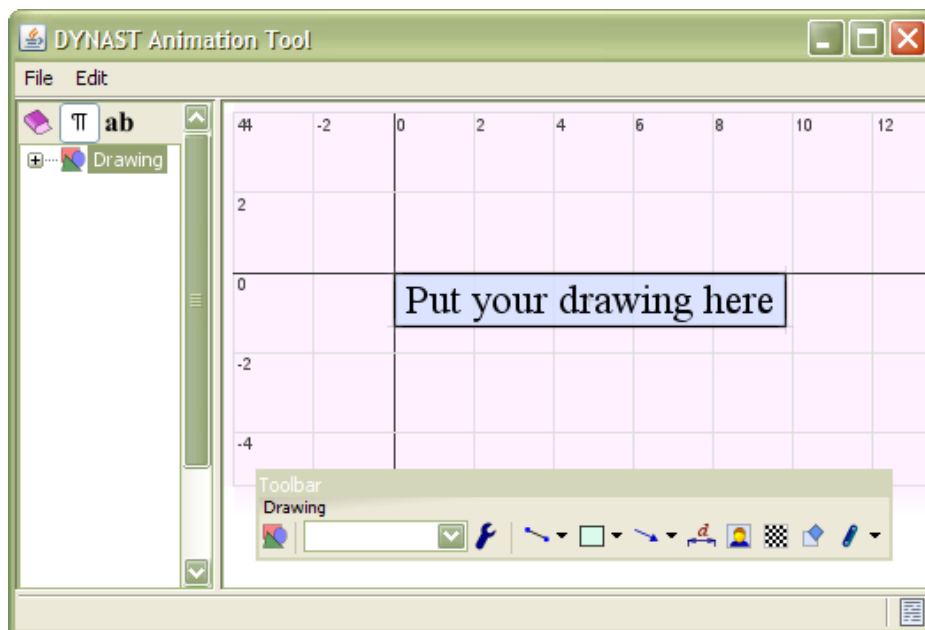 DYNAST Animation Tool
File Edit
π ab
Drawing
44 -2 0 2 4 6 8 10 12
2
0
Put your drawing here
-2
-4
Toolbar
Drawing
d